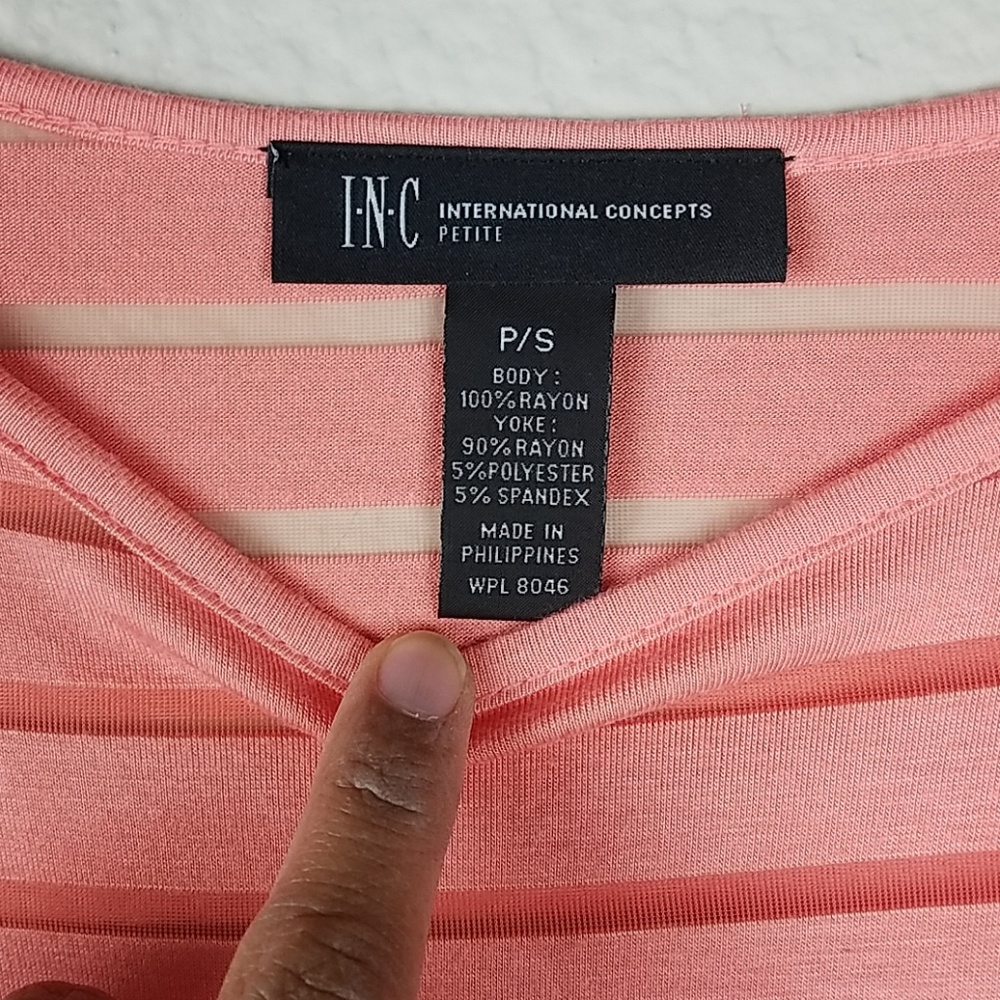 I·N·C INTERNATIONAL CONCEPTS
PETITE
P/S
BODY:
100%RAYON
YOKE:
90%RAYON
5%POLYESTER
5% SPANDEX
MADE IN
PHILIPPINES
WPL 8046